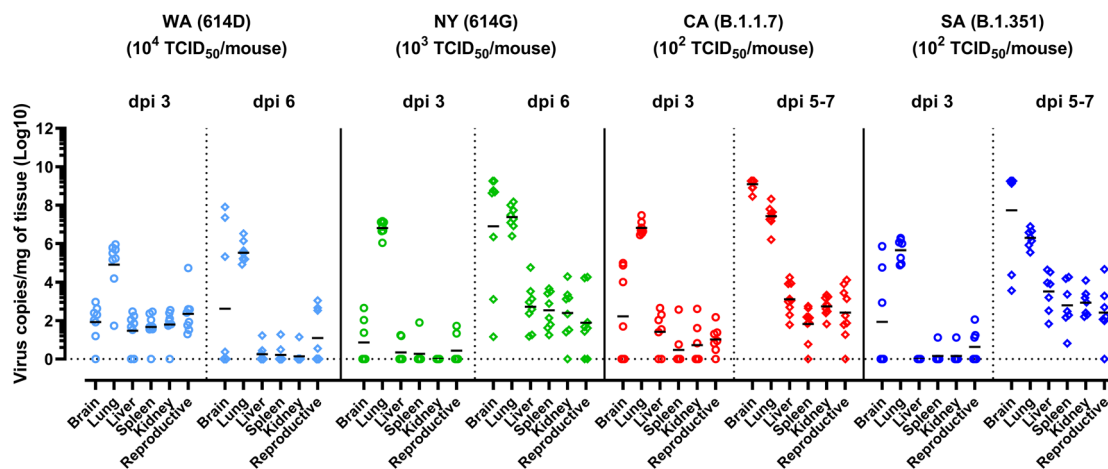 WA (614D)
(10⁴ TCID₅₀/mouse)
NY (614G)
(10³ TCID₅₀/mouse)
CA (B.1.1.7)
(10² TCID₅₀/mouse)
SA (B.1.351)
(10² TCID₅₀/mouse)
dpi 3
dpi 6
dpi 3
dpi 6
dpi 3
dpi 5-7
dpi 3
dpi 5-7
Virus copies/mg of tissue (Log10)
12
10
8
6
4
2
0
Brain
Lung
Liver
Spleen
Kidney
Reproductive
Brain
Lung
Liver
Spleen
Kidney
Reproductive
Brain
Lung
Liver
Spleen
Kidney
Reproductive
Brain
Lung
Liver
Spleen
Kidney
Reproductive
Brain
Lung
Liver
Spleen
Kidney
Reproductive
Brain
Lung
Liver
Spleen
Kidney
Reproductive
Brain
Lung
Liver
Spleen
Kidney
Reproductive
Brain
Lung
Liver
Spleen
Kidney
Reproductive